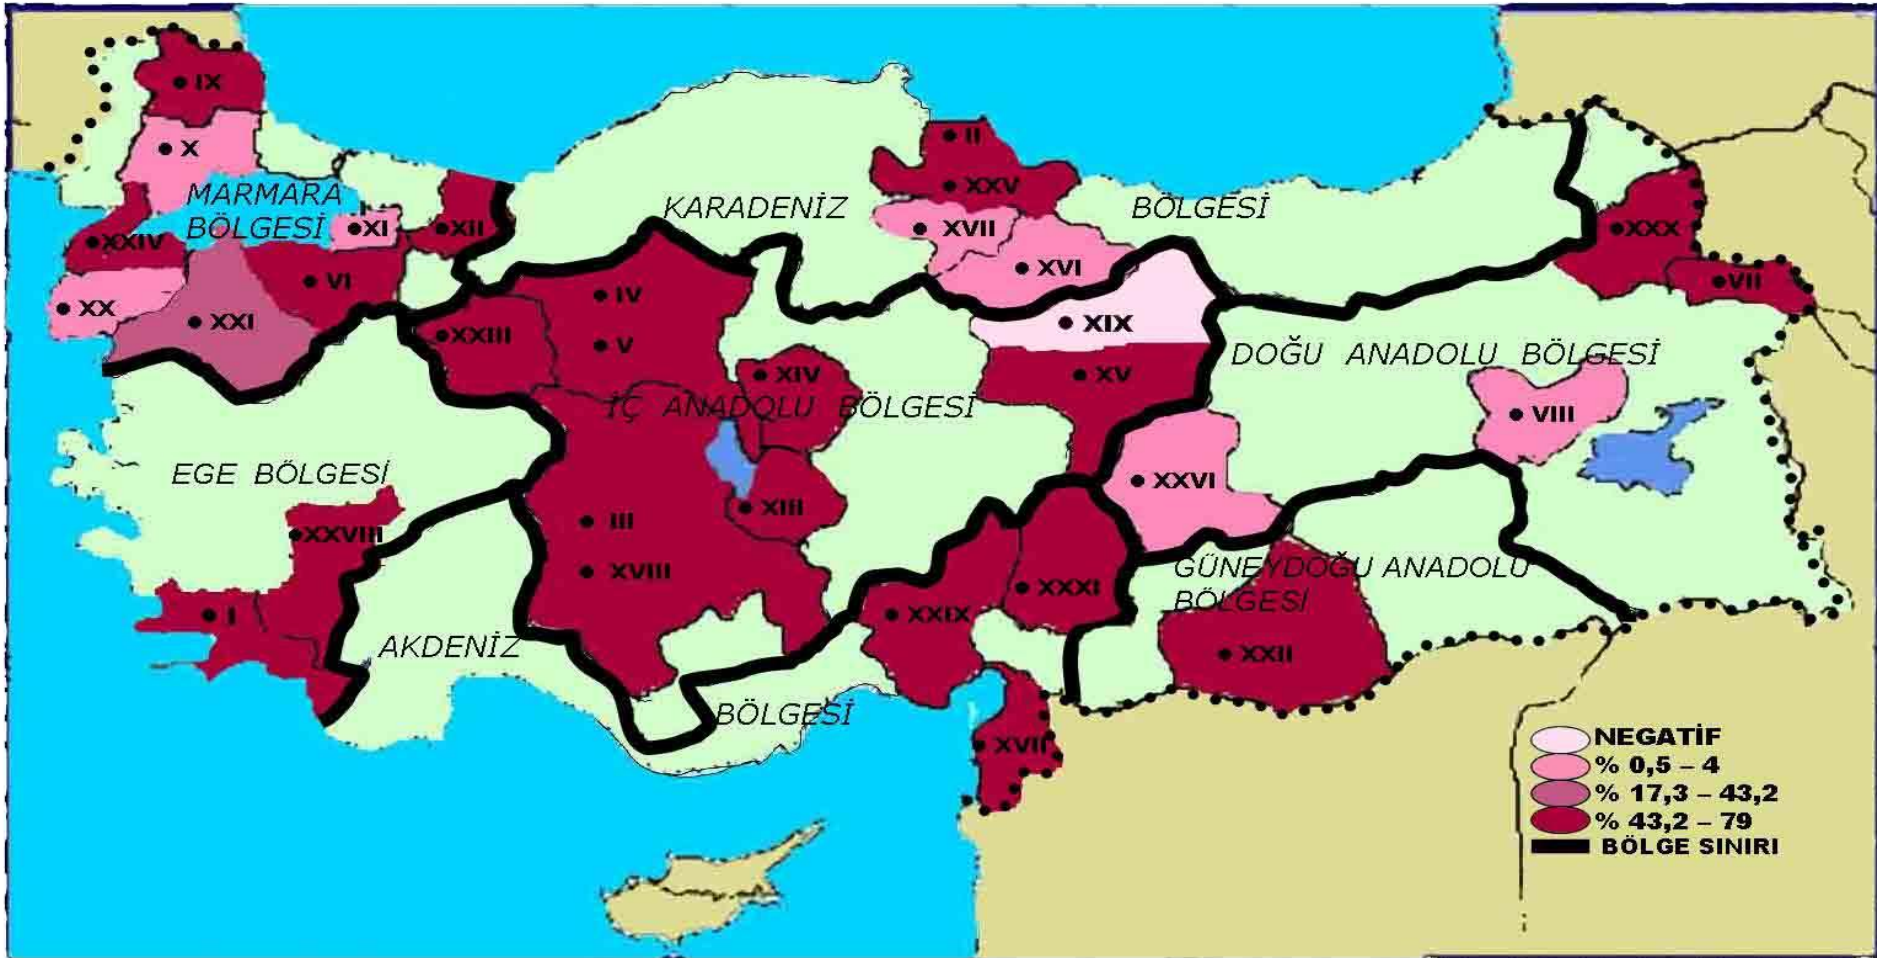 IX
X
MARMARA
BÖLGESİ
XI
XII
XXIV
VI
XX
XXI
II
XXV
KARADENİZ
BÖLGESİ
XVII
XVI
XXX
VII
IV
V
XXIII
XIX
XV
XIV
İÇ ANADOLU BÖLGESİ
DOĞU ANADOLU BÖLGESİ
VIII
EGE BÖLGESİ
XXVI
XIII
III
XVIII
XXVIII
I
GÜNEYDOĞU ANADOLU
BÖLGESİ
XXXI
XXIX
XXII
AKDENİZ
BÖLGESİ
XVII
NEGATİF
% 0,5 – 4
% 17,3 – 43,2
% 43,2 – 79
BÖLGE SINIRI